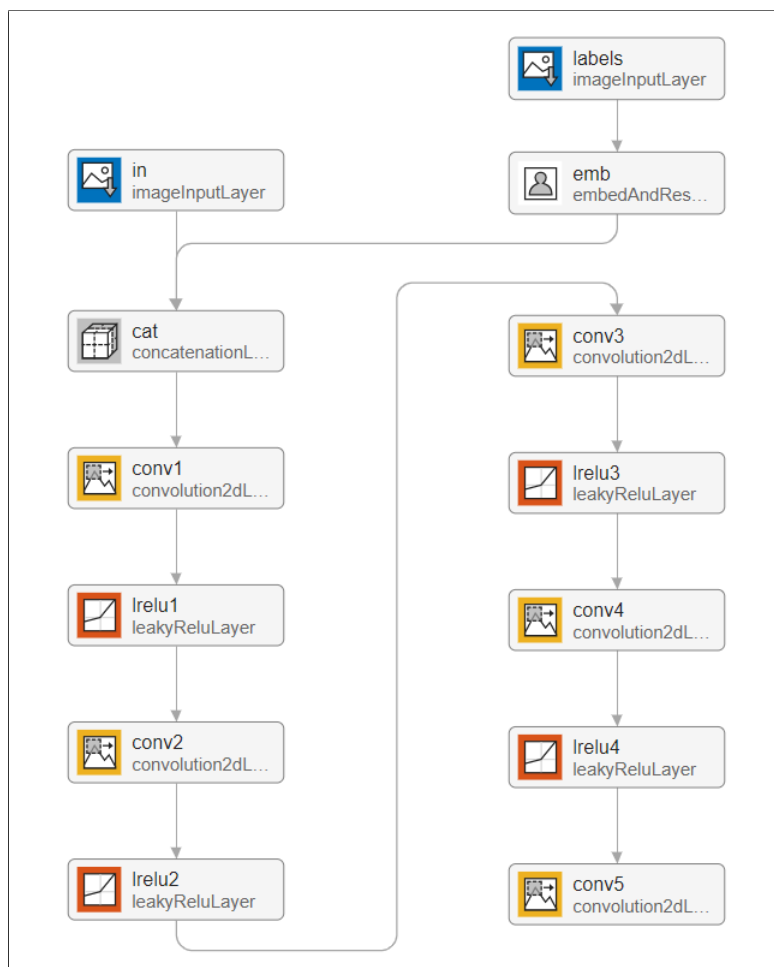 labels
imageInputLayer
in
imageInputLayer
emb
embedAndRes...
cat
concatenationL...
conv1
convolution2dL...
lrelu1
leakyReluLayer
conv2
convolution2dL...
lrelu2
leakyReluLayer
conv3
convolution2dL...
lrelu3
leakyReluLayer
conv4
convolution2dL...
lrelu4
leakyReluLayer
conv5
convolution2dL...